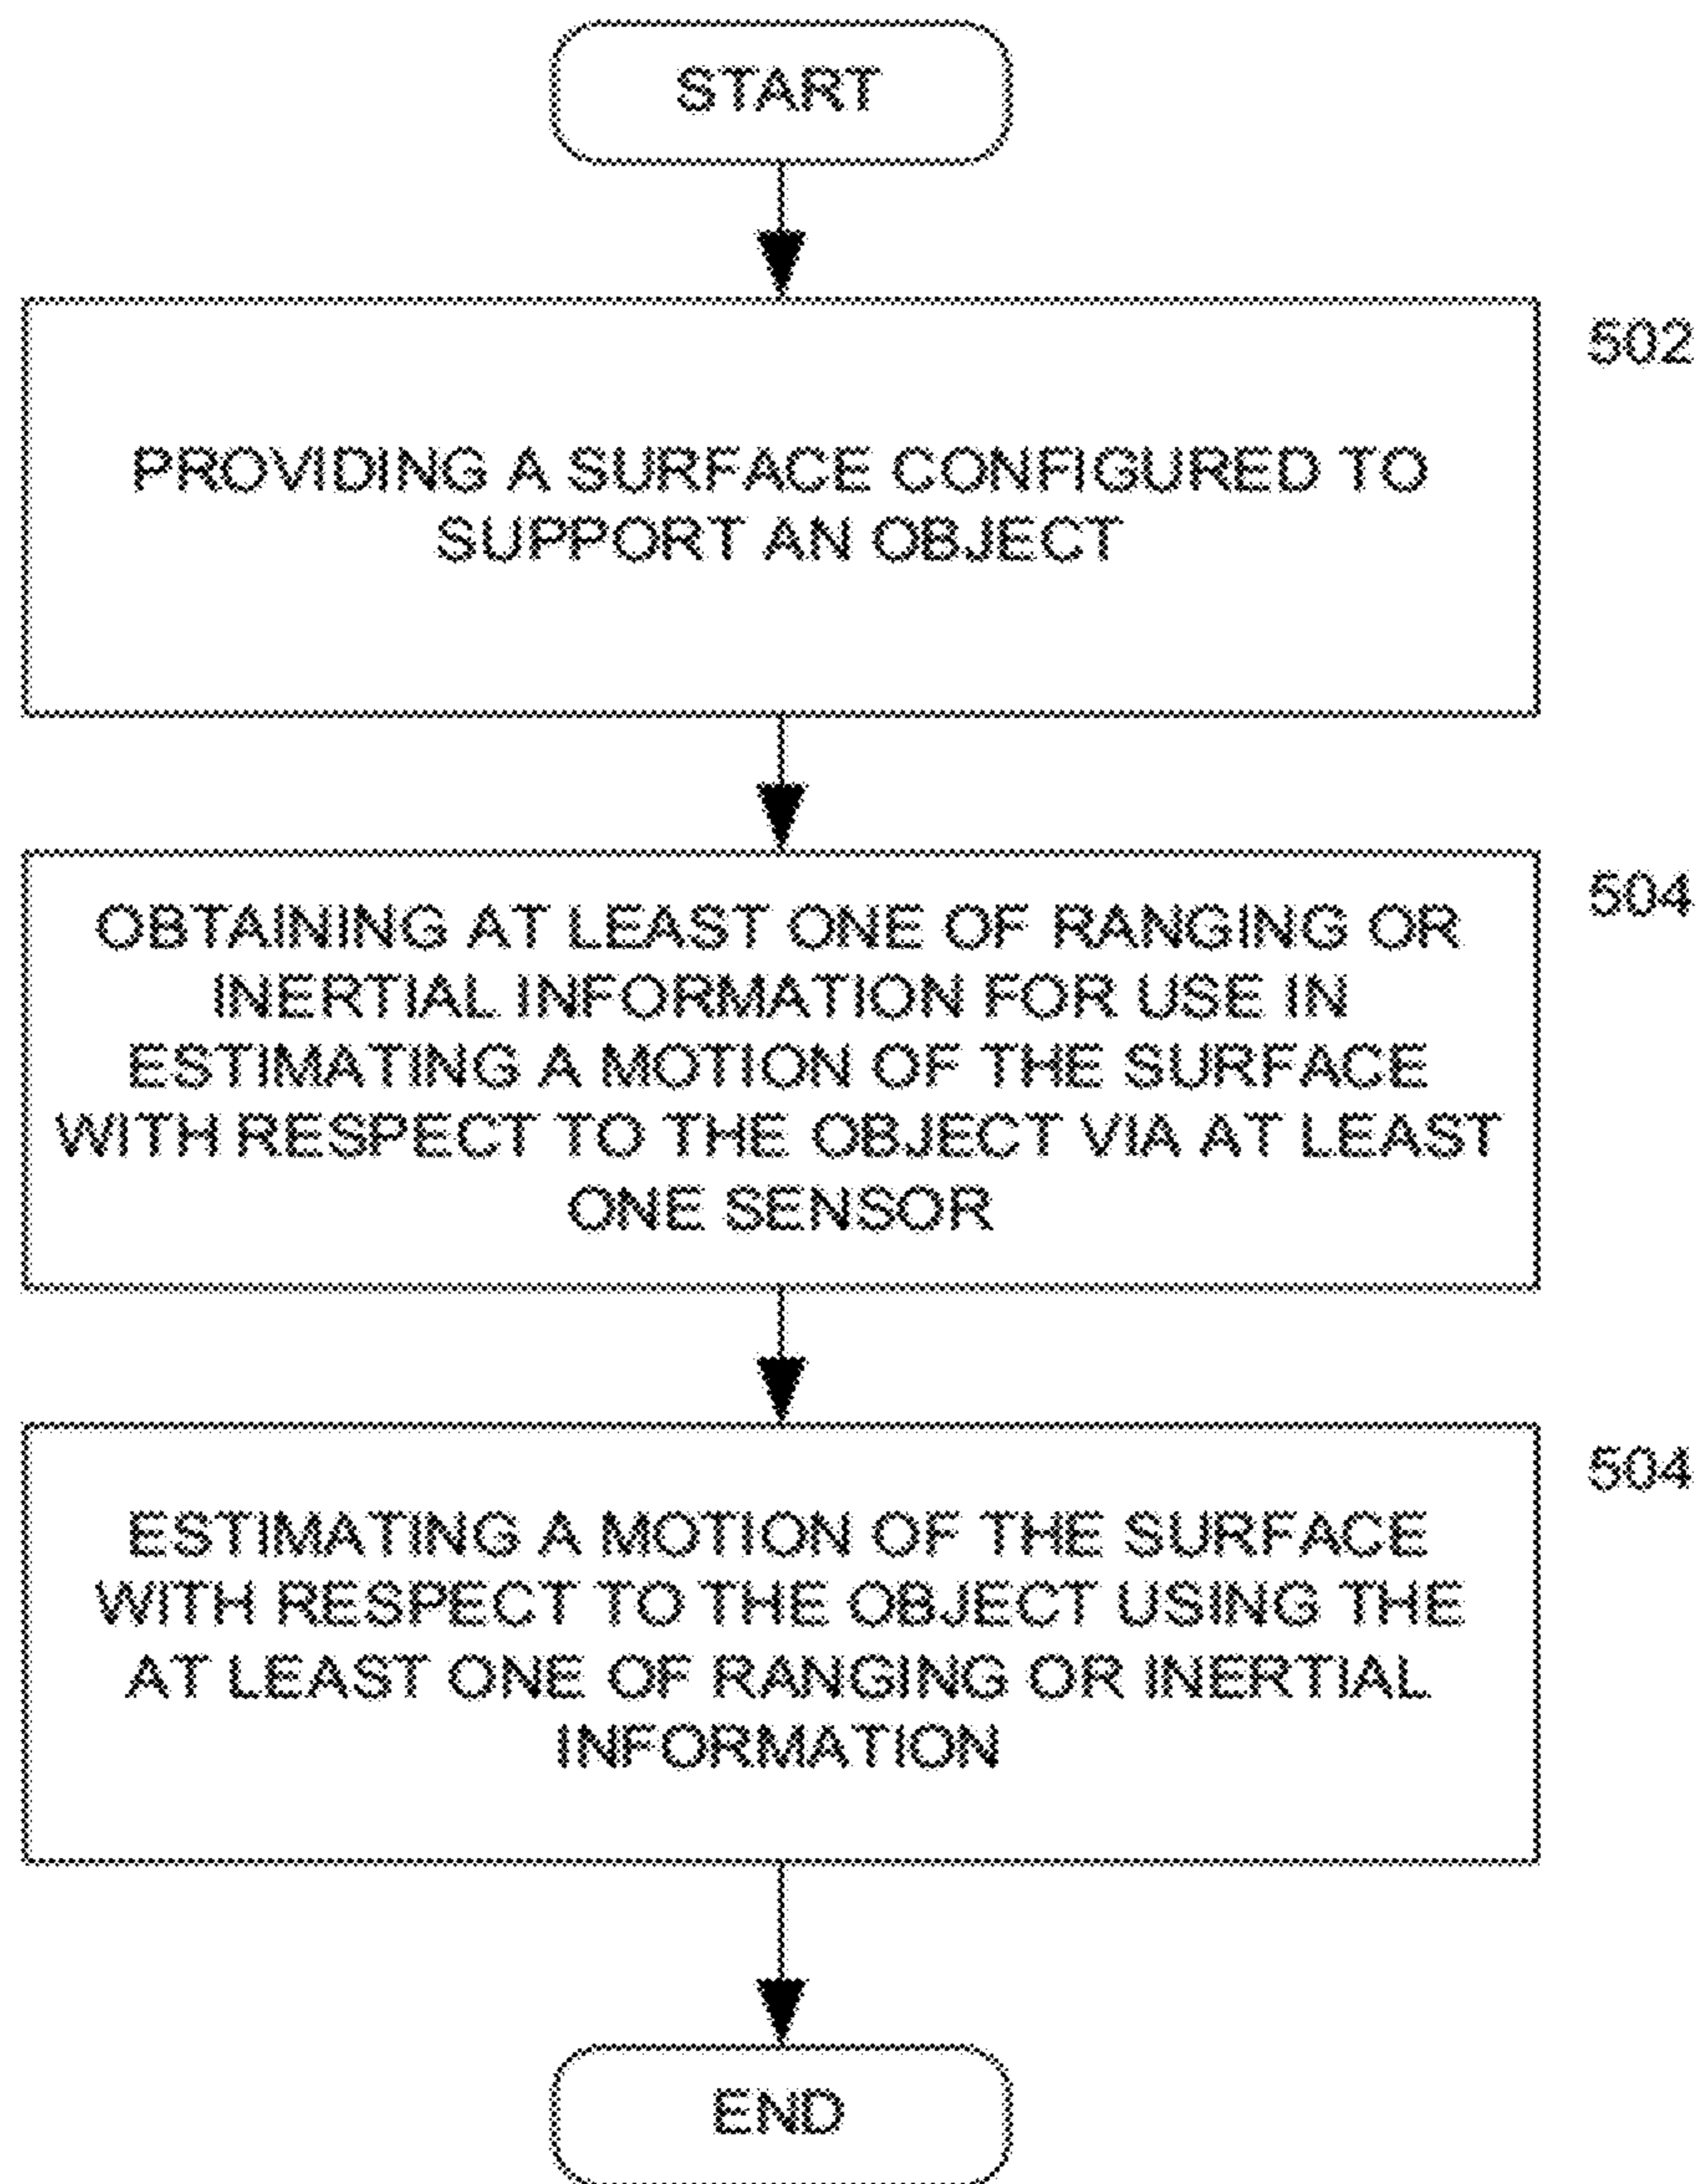 START
502
PROVIDING A SURFACE CONFIGURED TO
SUPPORT AN OBJECT
504
OBTAINING AT LEAST ONE OF RANGING OR
INERTIAL INFORMATION FOR USE IN
ESTIMATING A MOTION OF THE SURFACE
WITH RESPECT TO THE OBJECT VIA AT LEAST
ONE SENSOR
504
ESTIMATING A MOTION OF THE SURFACE
WITH RESPECT TO THE OBJECT USING THE
AT LEAST ONE OF RANGING OR INERTIAL
INFORMATION
END